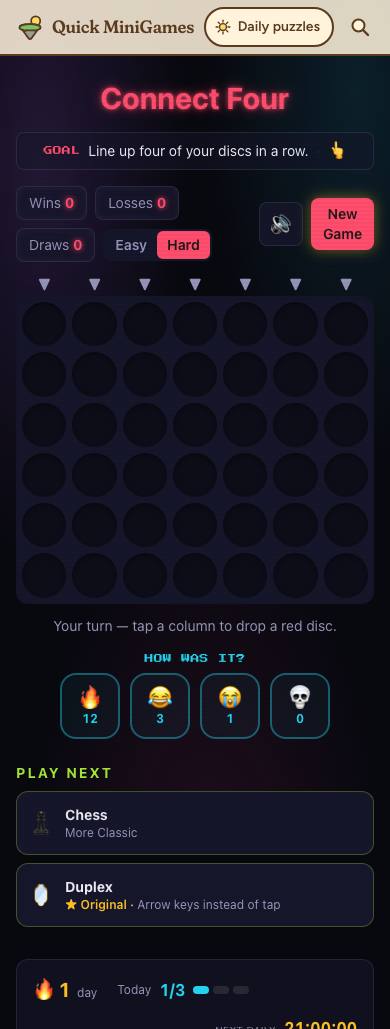 Quick MiniGames
Daily puzzles
Connect Four
GOAL Line up four of your discs in a row.
Wins 0
Losses 0
Draws 0
Easy
Hard
New
Game
Your turn — tap a column to drop a red disc.
HOW WAS IT?
12
3
1
0
PLAY NEXT
Chess
More Classic
Duplex
Original · Arrow keys instead of tap
1 day
Today 1/3
NEXT DAILY 21:00:00